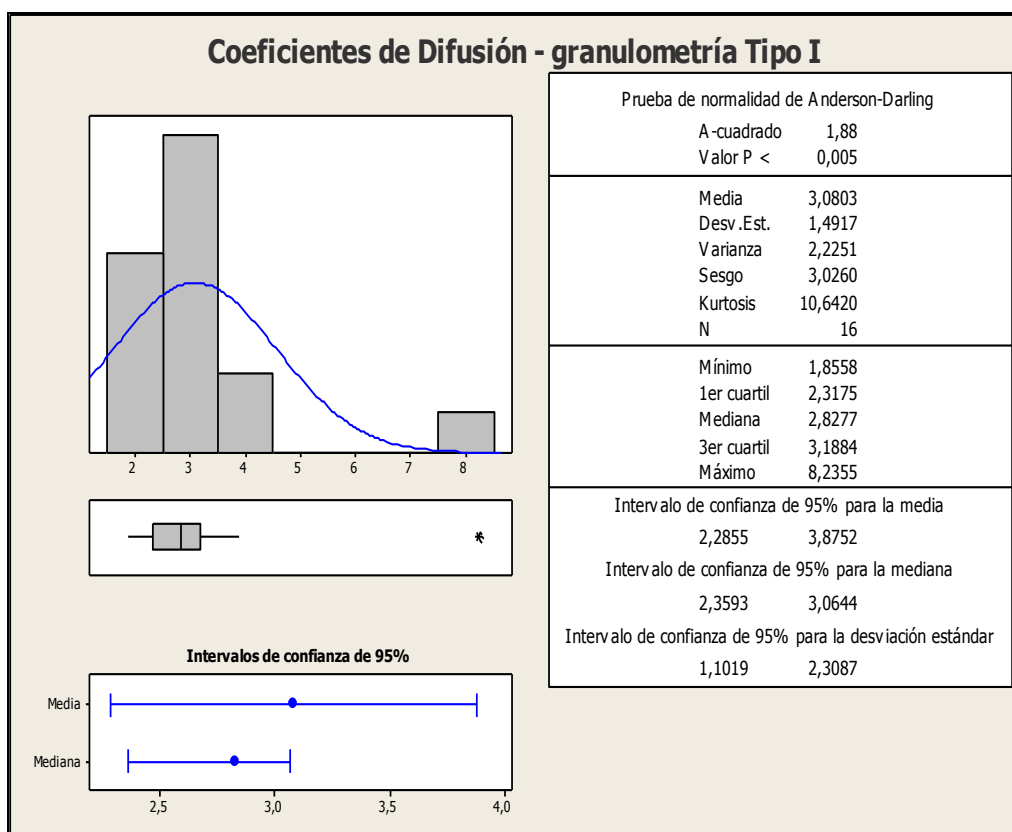 Coeficientes de Difusión - granulometría Tipo I
2 3 4 5 6 7 8
Intervalos de confianza de 95%
Media
Mediana
2,5 3,0 3,5 4,0
Prueba de normalidad de Anderson-Darling
A-cuadrado 1,88
Valor P < 0,005
Media 3,0803
Desv.Est. 1,4917
Varianza 2,2251
Sesgo 3,0260
Kurtosis 10,6420
N 16
Mínimo 1,8558
1er cuartil 2,3175
Mediana 2,8277
3er cuartil 3,1884
Máximo 8,2355
Intervalo de confianza de 95% para la media
2,2855 3,8752
Intervalo de confianza de 95% para la mediana
2,3593 3,0644
Intervalo de confianza de 95% para la desviación estándar
1,1019 2,3087